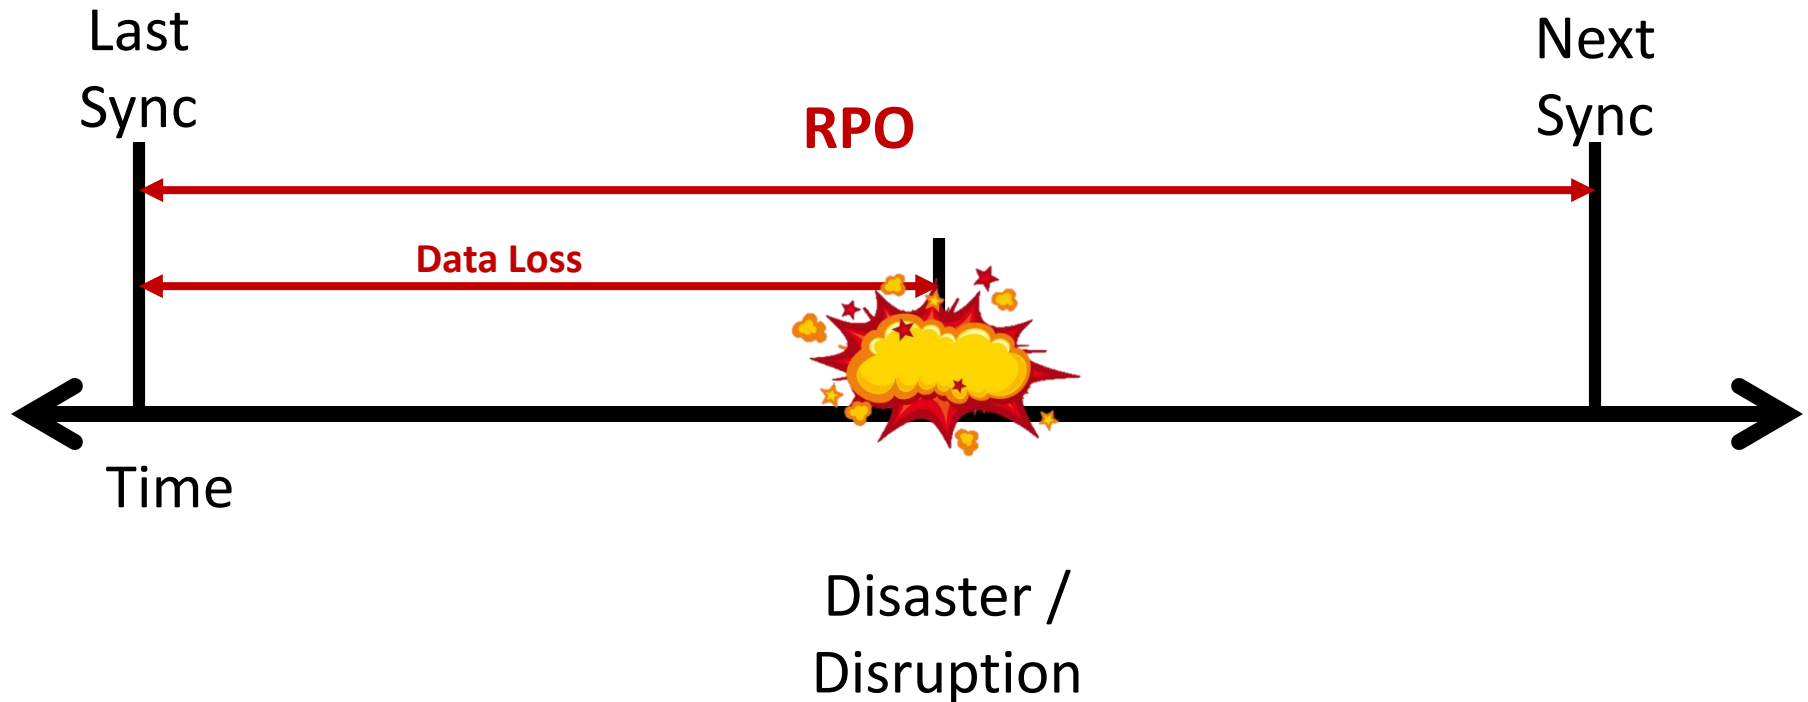 Last
Sync
Next
Sync
RPO
Data Loss
Time
Disaster /
Disruption